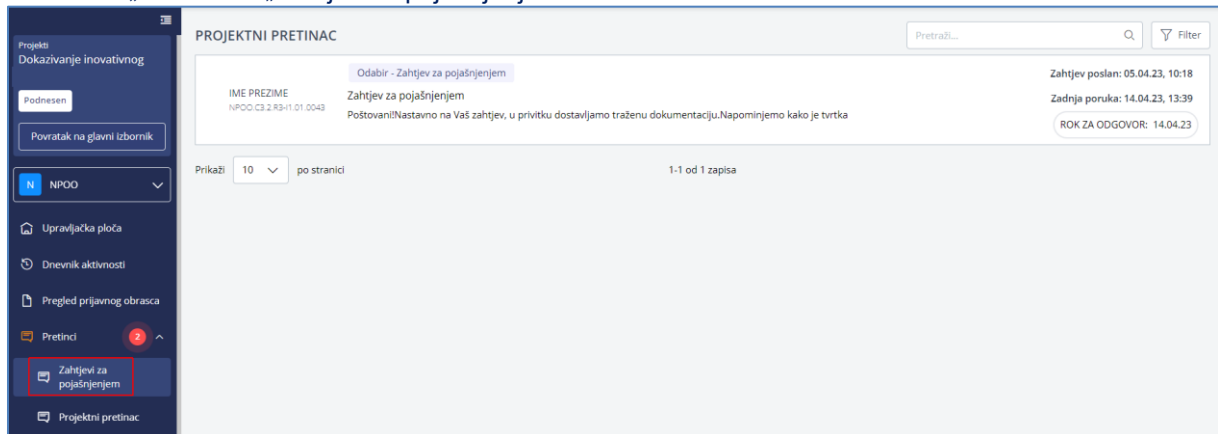 Projekti
Dokazivanje inovativnog
Podnesen
Povratak na glavni izbornik
N NPOO
Upravljačka ploča
Dnevnik aktivnosti
Pregled prijavnog obrasca
Pretinci 2
Zahtjevi za
pojašnjenjem
Projektni pretinac
PROJEKTNI PRETINAC
Pretraži...
Filter
IME PREZIME
NPOO.C3.2.R3-I1.01.0043
Odabir - Zahtjev za pojašnjenjem
Zahtjev za pojašnjenjem
Poštovani!Nastavno na Vaš zahtjev, u privitku dostavljamo traženu dokumentaciju.Napominjemo kako je tvrtka
Zahtjev poslan: 05.04.23, 10:18
Zadnja poruka: 14.04.23, 13:39
ROK ZA ODGOVOR: 14.04.23
Prikaži 10 po stranici
1-1 od 1 zapisa